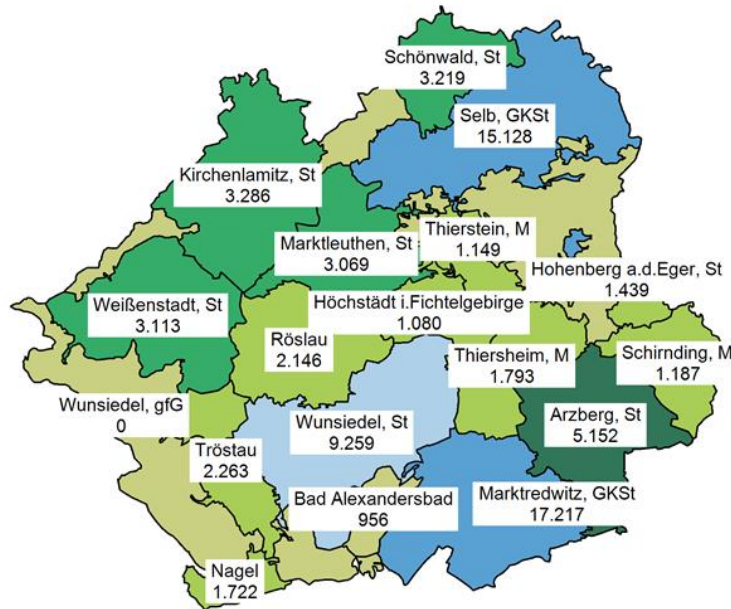 Schönwald, St
3.219
Selb, GKSt
15.128
Kirchenlamitz, St
3.286
Thierstein, M
1.149
Marktleuthen, St
3.069
Hohenberg a.d.Eger, St
1.439
Weißenstadt, St
3.113
Höchstädt i.Fichtelgebirge
1.080
Röslau
2.146
Thiersheim, M
1.793
Schirnding, M
1.187
Wunsiedel, gfG
0
Wunsiedel, St
9.259
Arzberg, St
5.152
Tröstau
2.263
Bad Alexandersbad
956
Marktredwitz, GKSt
17.217
Nagel
1.722